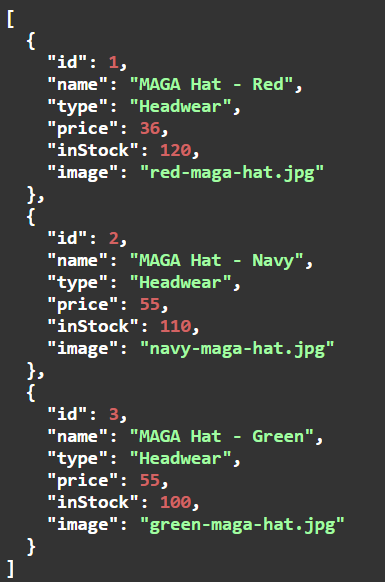 [
  {
    "id": 1,
    "name": "MAGA Hat - Red",
    "type": "Headwear",
    "price": 36,
    "inStock": 120,
    "image": "red-maga-hat.jpg"
  },
  {
    "id": 2,
    "name": "MAGA Hat - Navy",
    "type": "Headwear",
    "price": 55,
    "inStock": 110,
    "image": "navy-maga-hat.jpg"
  },
  {
    "id": 3,
    "name": "MAGA Hat - Green",
    "type": "Headwear",
    "price": 55,
    "inStock": 100,
    "image": "green-maga-hat.jpg"
  }
]